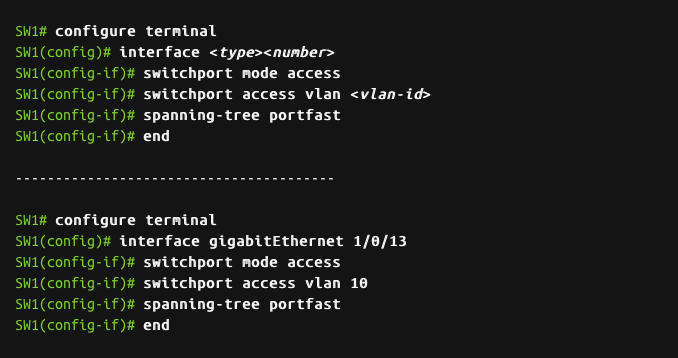 SW1# configure terminal
SW1(config)# interface <type><number>
SW1(config-if)# switchport mode access
SW1(config-if)# switchport access vlan <vlan-id>
SW1(config-if)# spanning-tree portfast
SW1(config-if)# end
----------------------------------------
SW1# configure terminal
SW1(config)# interface gigabitEthernet 1/0/13
SW1(config-if)# switchport mode access
SW1(config-if)# switchport access vlan 10
SW1(config-if)# spanning-tree portfast
SW1(config-if)# end